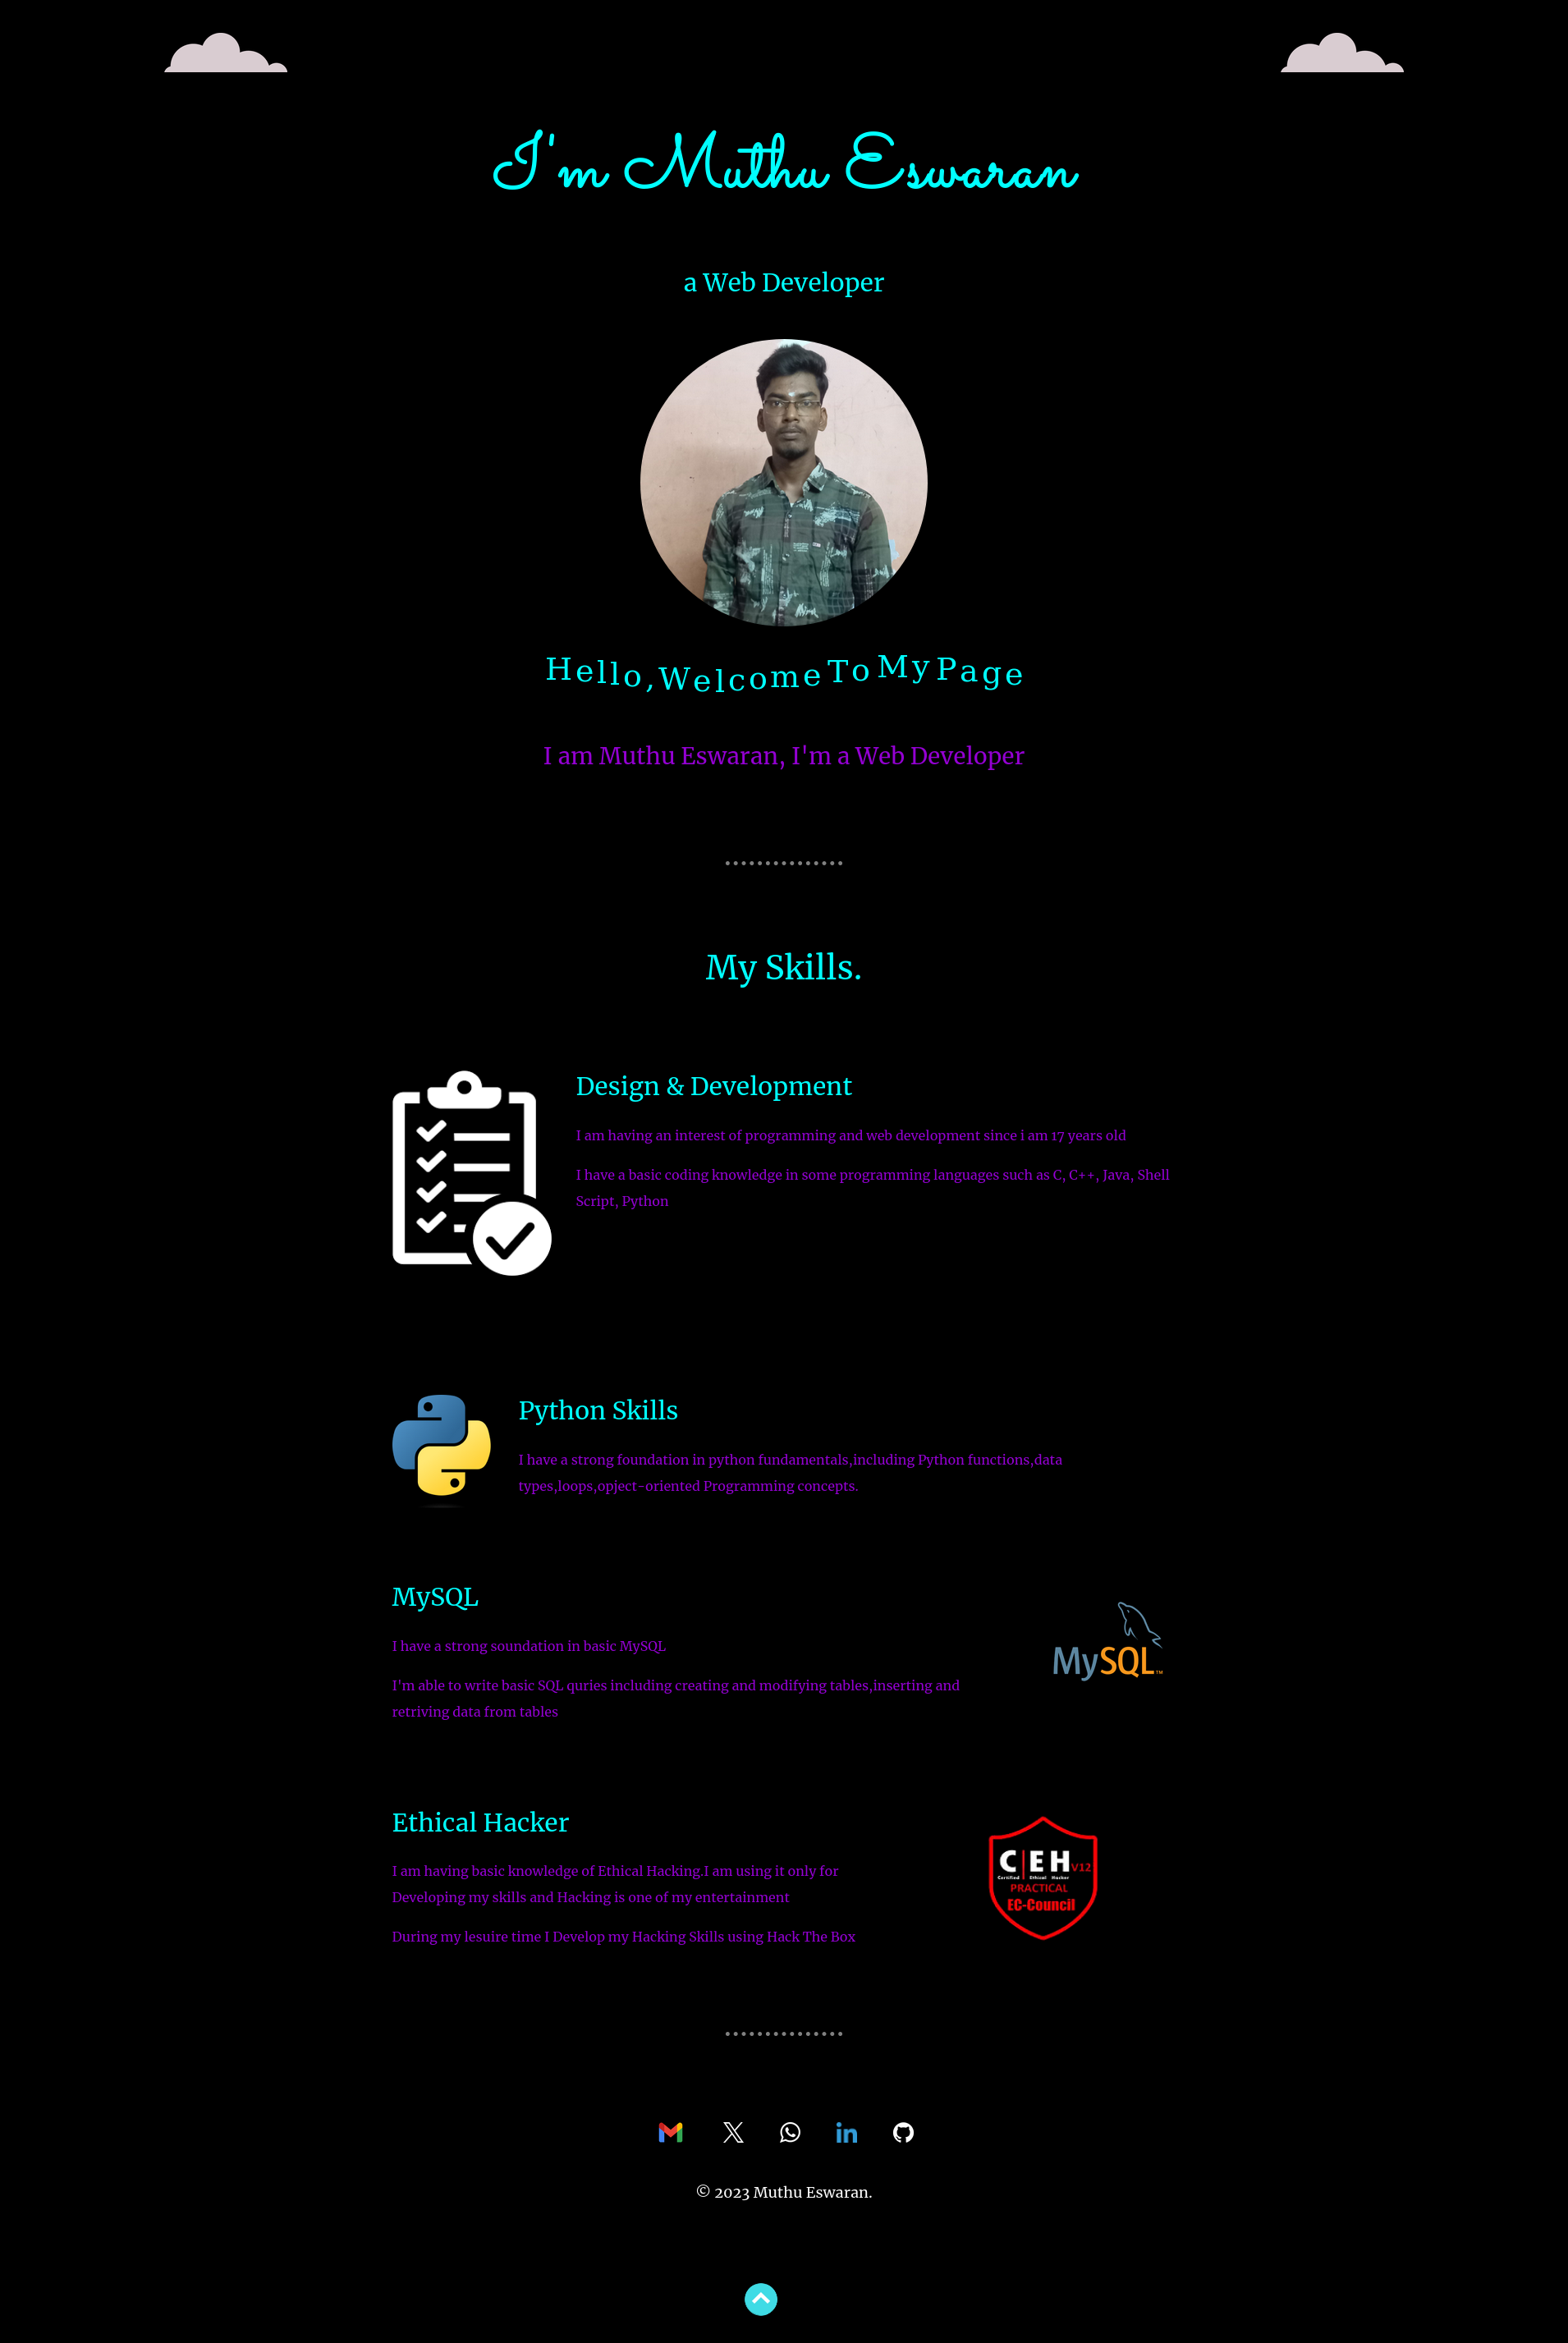 I'm Muthu Eswaran
a Web Developer
Hello,Welcome To My Page
I am Muthu Eswaran, I'm a Web Developer
My Skills.
Design & Development
I am having an interest of programming and web development since i am 17 years old
I have a basic coding knowledge in some programming languages such as C, C++, Java, Shell
Script, Python
Python Skills
I have a strong foundation in python fundamentals,including Python functions,data
types,loops,opject-oriented Programming concepts.
MySQL
I have a strong soundation in basic MySQL
I'm able to write basic SQL quries including creating and modifying tables,inserting and
retriving data from tables
MySQL™
Ethical Hacker
I am having basic knowledge of Ethical Hacking.I am using it only for
Developing my skills and Hacking is one of my entertainment
During my lesuire time I Develop my Hacking Skills using Hack The Box
C|EH V12
Certified Ethical Hacker
PRACTICAL
EC-Council
© 2023 Muthu Eswaran.